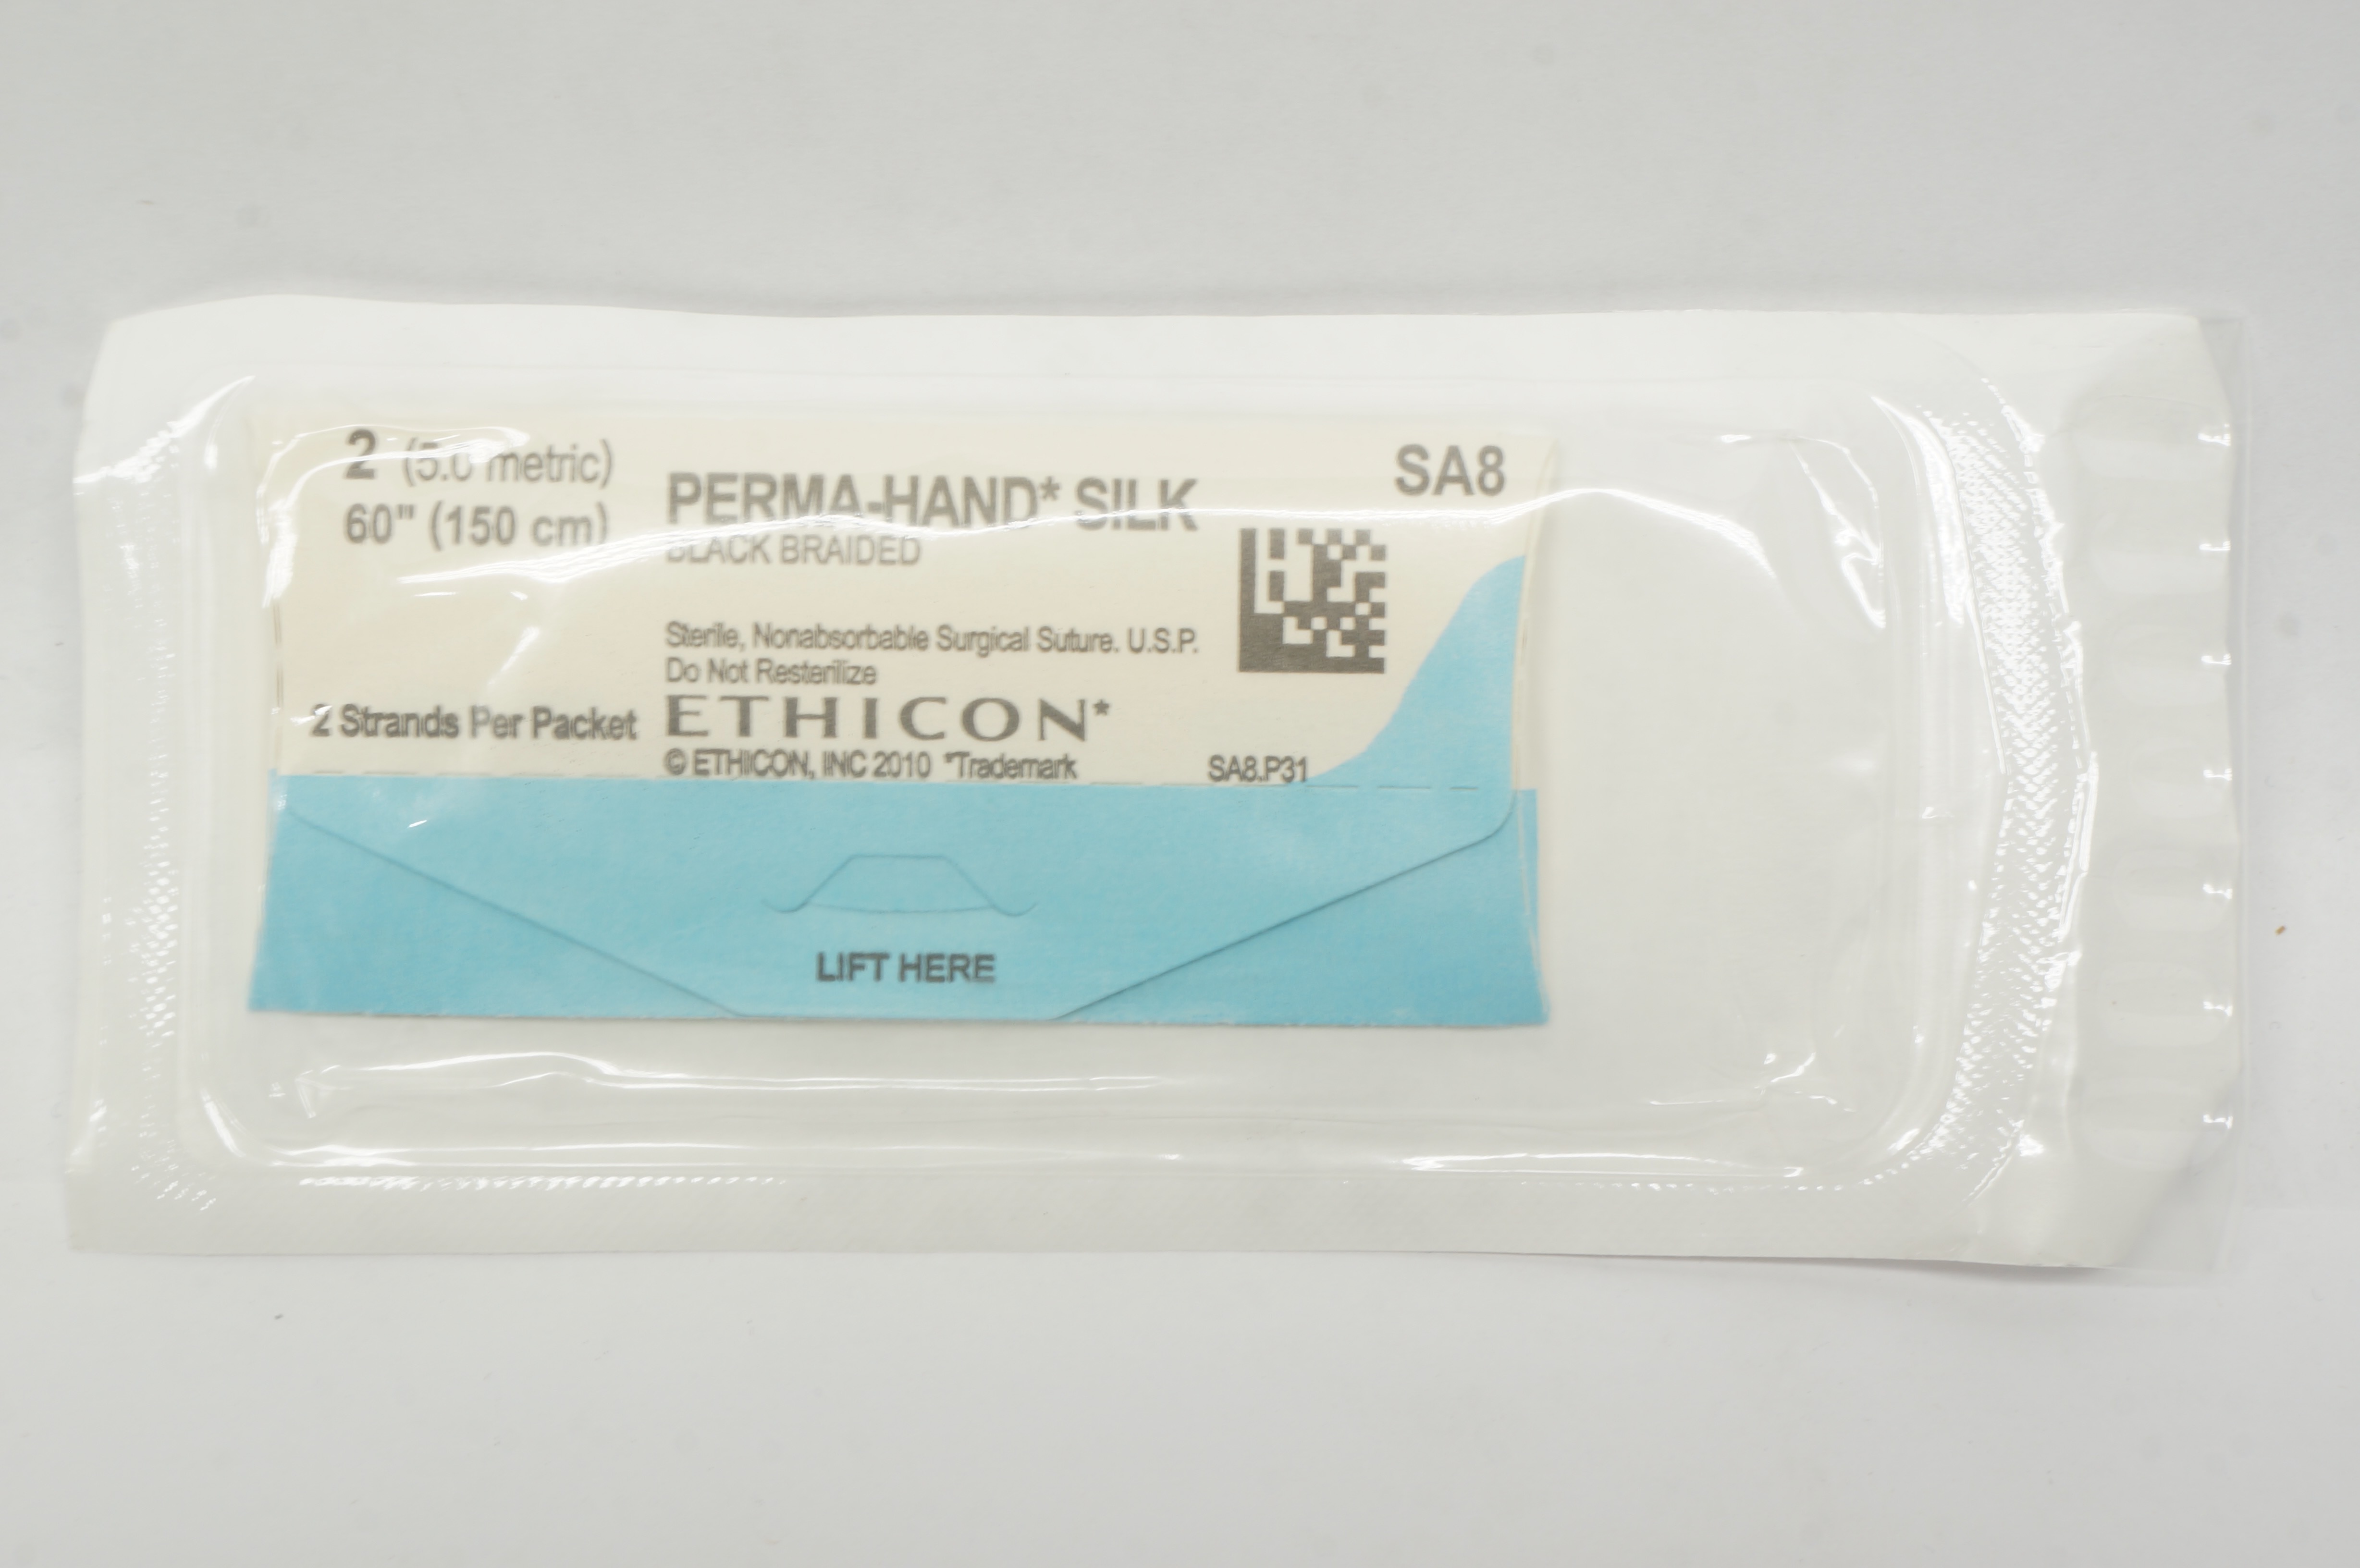 2 (5.0 metric)
60" (150 cm)
PERMA-HAND* SILK
BLACK BRAIDED
SA8
Sterile, Nonabsorbable Surgical Suture. U.S.P.
Do Not Resterilize
2 Strands Per Packet
ETHICON*
© ETHICON, INC 2010 *Trademark
SA8.P31
LIFT HERE